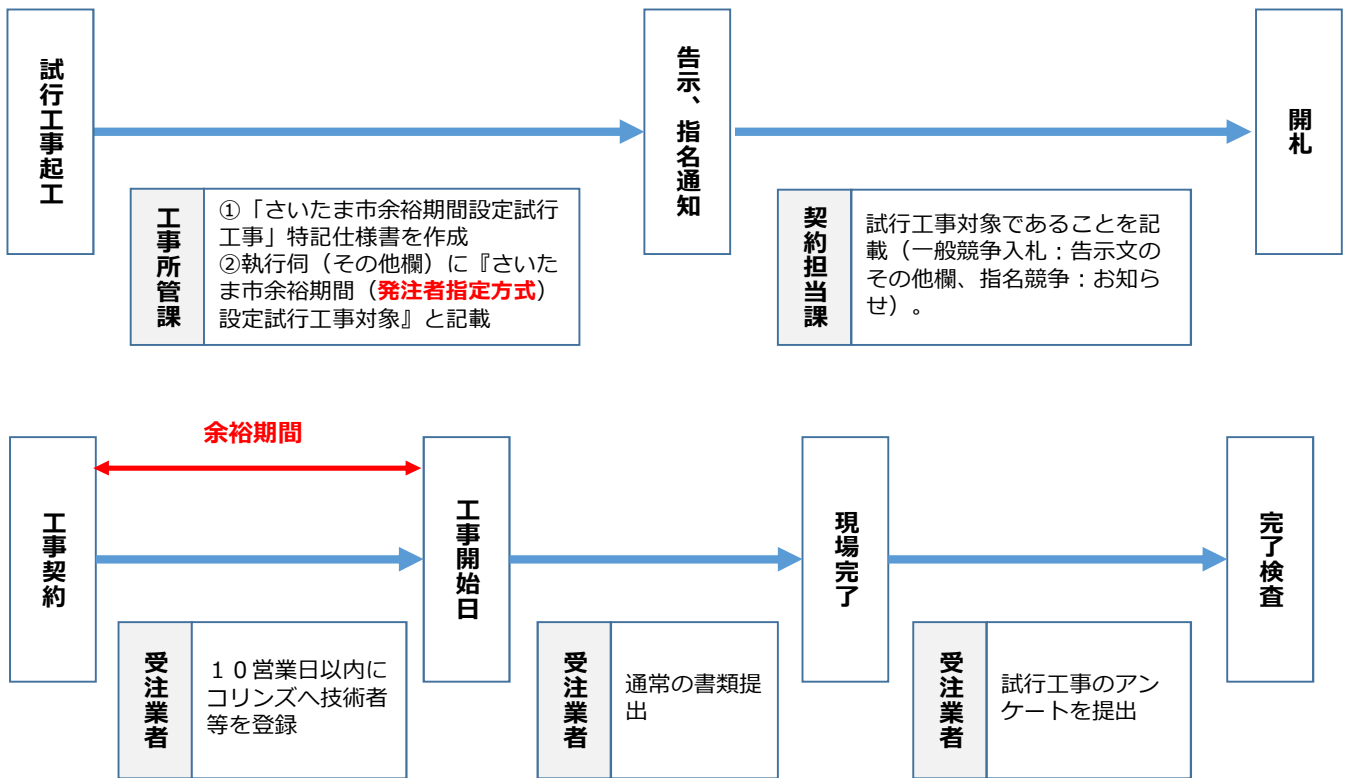 試行工事起工
告示、指名通知
開札
工事所管課
①「さいたま市余裕期間設定試行
工事」特記仕様書を作成
②執行伺（その他欄）に『さいた
ま市余裕期間（発注者指定方式）
設定試行工事対象』と記載
契約担当課
試行工事対象であることを記
載（一般競争入札：告示文の
その他欄、指名競争：お知ら
せ）。
余裕期間
工事契約
工事開始日
現場完了
完了検査
受注業者
１０営業日以内に
コリンズへ技術者
等を登録
受注業者
通常の書類提
出
受注業者
試行工事のアン
ケートを提出